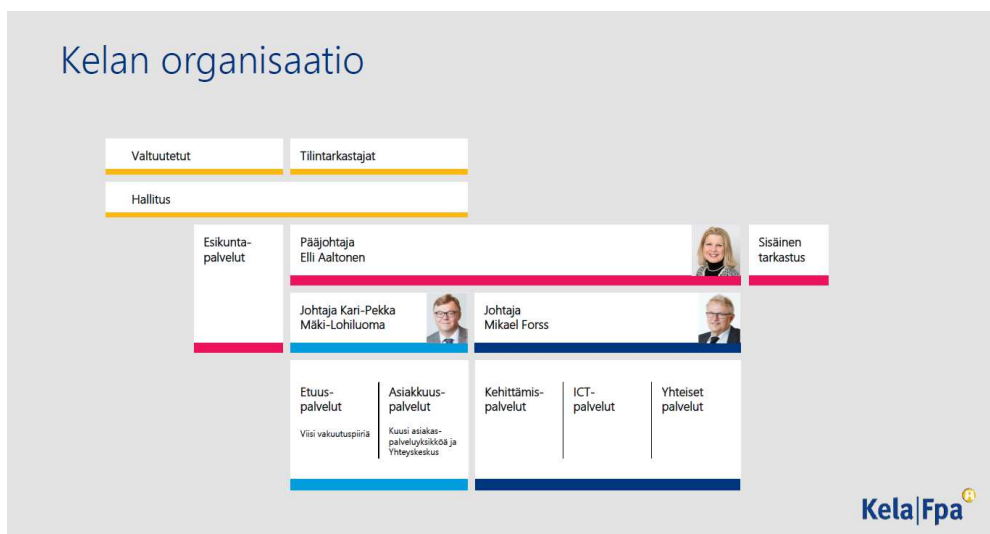 Kelan organisaatio
Valtuutetut
Tilintarkastajat
Hallitus
Esikunta-
palvelut
Pääjohtaja
Elli Aaltonen
Sisäinen
tarkastus
Johtaja Kari-Pekka
Mäki-Lohiluoma
Johtaja
Mikael Forss
Etuus-
palvelut
Viisi vakuutuspiiriä
Asiakkuus-
palvelut
Kuusi asiakas-
palveluyksikköä ja
Yhteyskeskus
Kehittämis-
palvelut
ICT-
palvelut
Yhteiset
palvelut
Kela|Fpa